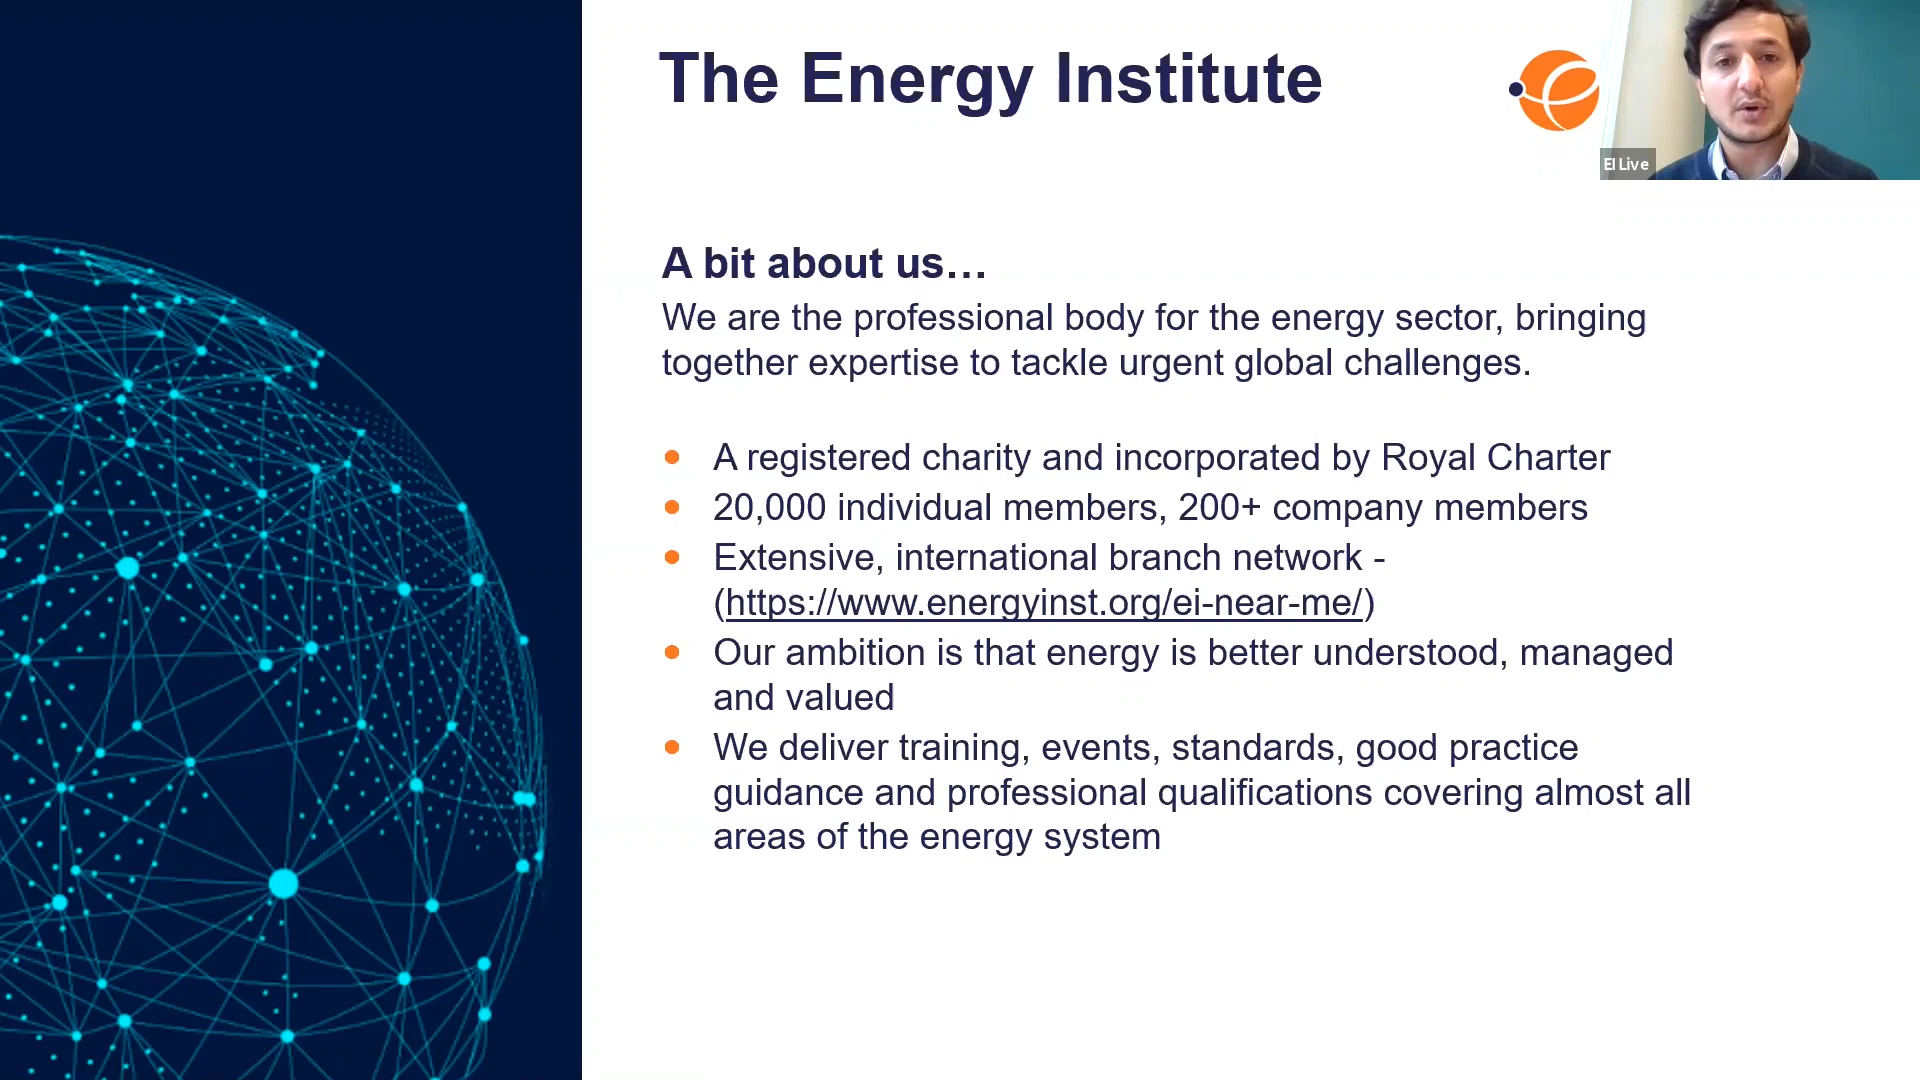 The Energy Institute
EI Live
A bit about us…
We are the professional body for the energy sector, bringing
together expertise to tackle urgent global challenges.
• A registered charity and incorporated by Royal Charter
• 20,000 individual members, 200+ company members
• Extensive, international branch network -
(https://www.energyinst.org/ei-near-me/)
• Our ambition is that energy is better understood, managed
and valued
• We deliver training, events, standards, good practice
guidance and professional qualifications covering almost all
areas of the energy system